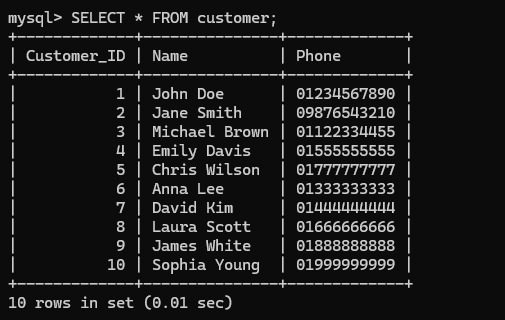 mysql> SELECT * FROM customer;
+-------------+---------------+-------------+
| Customer_ID | Name          | Phone       |
+-------------+---------------+-------------+
|           1 | John Doe      | 01234567890 |
|           2 | Jane Smith    | 09876543210 |
|           3 | Michael Brown | 01122334455 |
|           4 | Emily Davis   | 01555555555 |
|           5 | Chris Wilson  | 01777777777 |
|           6 | Anna Lee      | 01333333333 |
|           7 | David Kim     | 01444444444 |
|           8 | Laura Scott   | 01666666666 |
|           9 | James White   | 01888888888 |
|          10 | Sophia Young  | 01999999999 |
+-------------+---------------+-------------+
10 rows in set (0.01 sec)